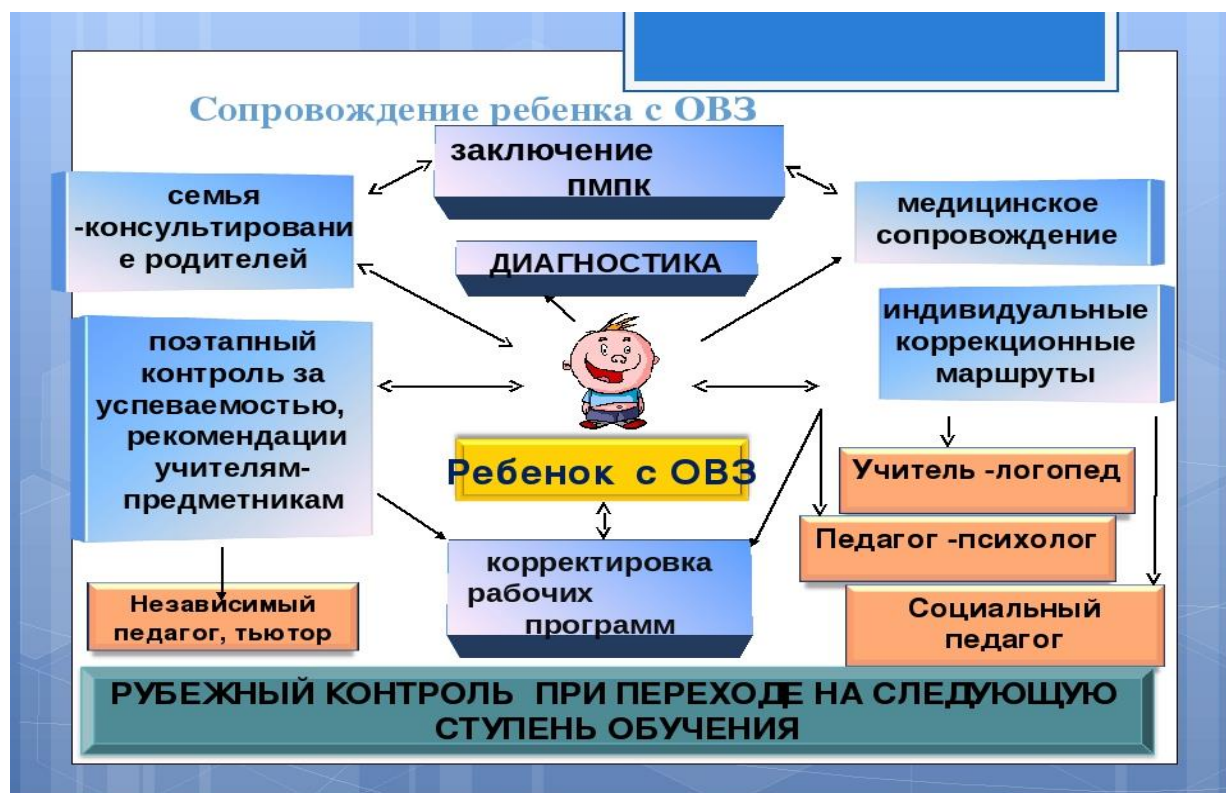 Сопровождение ребенка с ОВЗ
заключение
пмпк
семья
-консультировани
е родителей
медицинское
сопровождение
ДИАГНОСТИКА
индивидуальные
коррекционные
маршруты
поэтапный
контроль за
успеваемостью,
рекомендации
учителям-
предметникам
Ребенок с ОВЗ
Учитель -логопед
Педагог -психолог
корректировка
рабочих
программ
Независимый
педагог, тьютор
Социальный
педагог
РУБЕЖНЫЙ КОНТРОЛЬ ПРИ ПЕРЕХОДЕ НА СЛЕДУЮЩУЮ
СТУПЕНЬ ОБУЧЕНИЯ